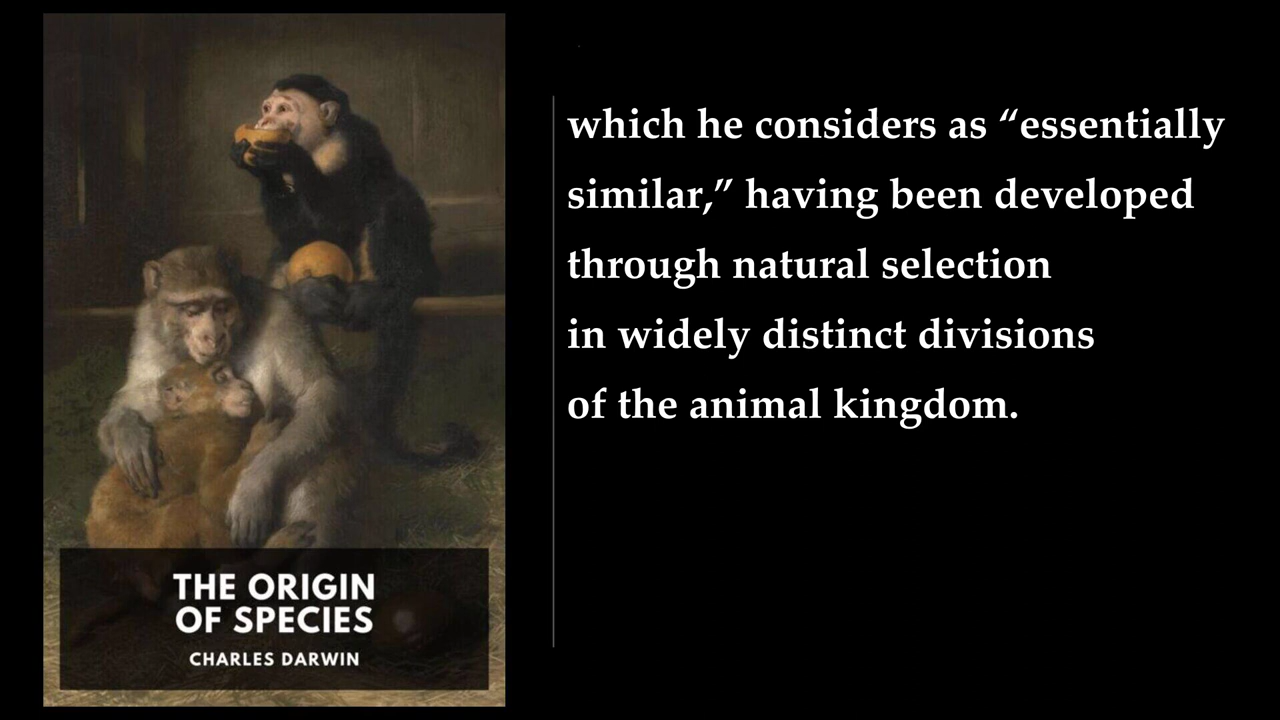 THE ORIGIN
OF SPECIES
CHARLES DARWIN
which he considers as “essentially
similar,” having been developed
through natural selection
in widely distinct divisions
of the animal kingdom.